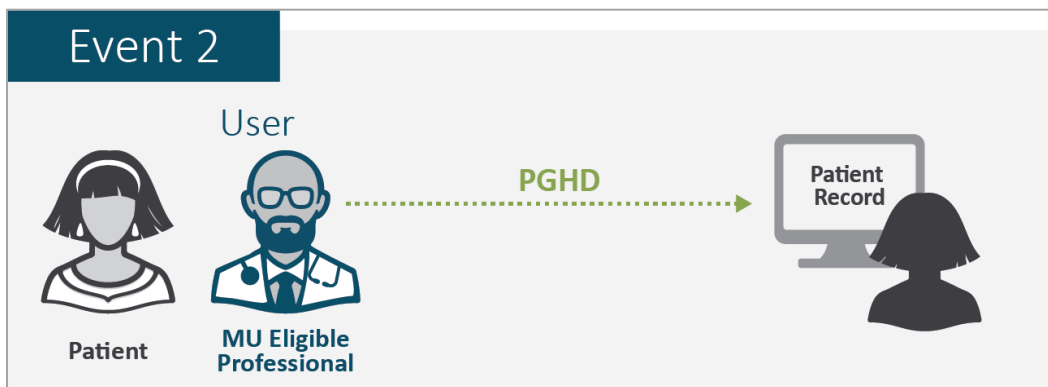 Event 2
User
PGHD
Patient
Record
Patient
MU Eligible
Professional